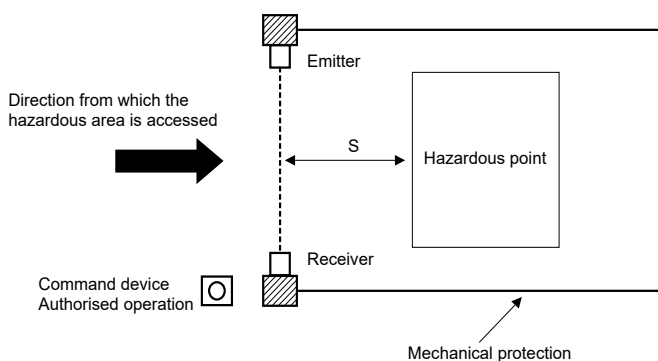 Emitter
Direction from which the
hazardous area is accessed
S
Hazardous point
Receiver
Command device
Authorised operation
Mechanical protection